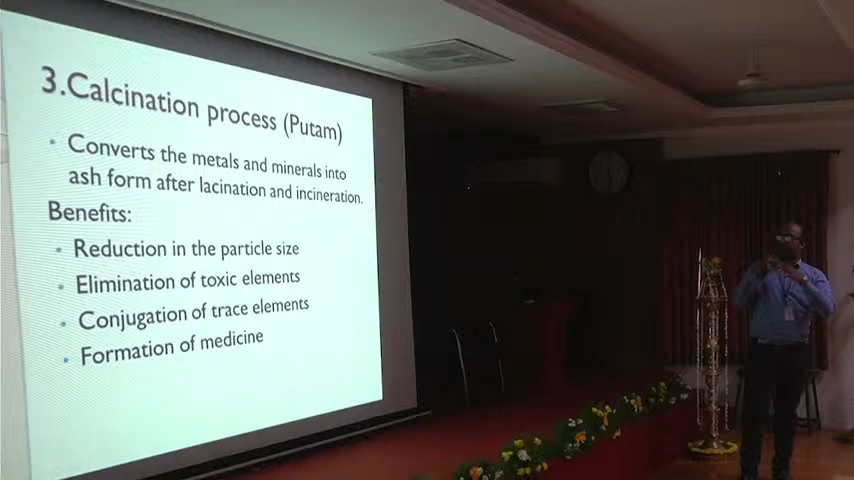 3.Calcination process (Putam)
Converts the metals and minerals into
ash form after lacination and incineration.
Benefits:
Reduction in the particle size
Elimination of toxic elements
Conjugation of trace elements
Formation of medicine